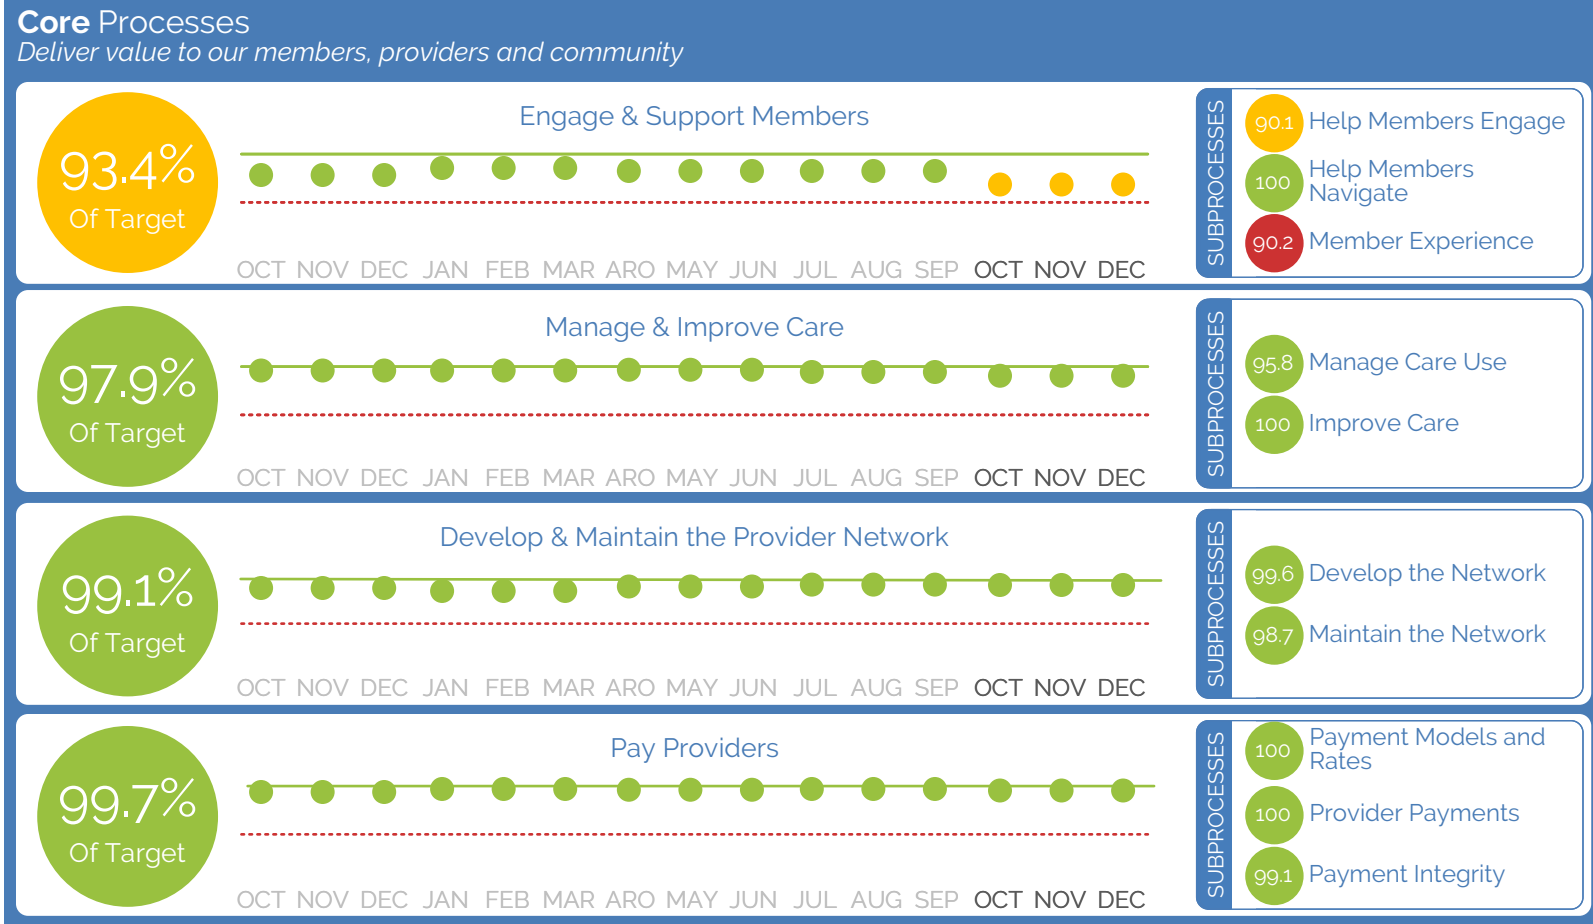 Core Processes
Deliver value to our members, providers and community
93.4%
Of Target
Engage & Support Members
OCT NOV DEC JAN FEB MAR ARO MAY JUN JUL AUG SEP OCT NOV DEC
SUBPROCESSES
90.1 Help Members Engage
100 Help Members
Navigate
90.2 Member Experience
97.9%
Of Target
Manage & Improve Care
OCT NOV DEC JAN FEB MAR ARO MAY JUN JUL AUG SEP OCT NOV DEC
SUBPROCESSES
95.8 Manage Care Use
100 Improve Care
99.1%
Of Target
Develop & Maintain the Provider Network
OCT NOV DEC JAN FEB MAR ARO MAY JUN JUL AUG SEP OCT NOV DEC
SUBPROCESSES
99.6 Develop the Network
98.7 Maintain the Network
99.7%
Of Target
Pay Providers
OCT NOV DEC JAN FEB MAR ARO MAY JUN JUL AUG SEP OCT NOV DEC
SUBPROCESSES
100 Payment Models and
Rates
100 Provider Payments
99.1 Payment Integrity